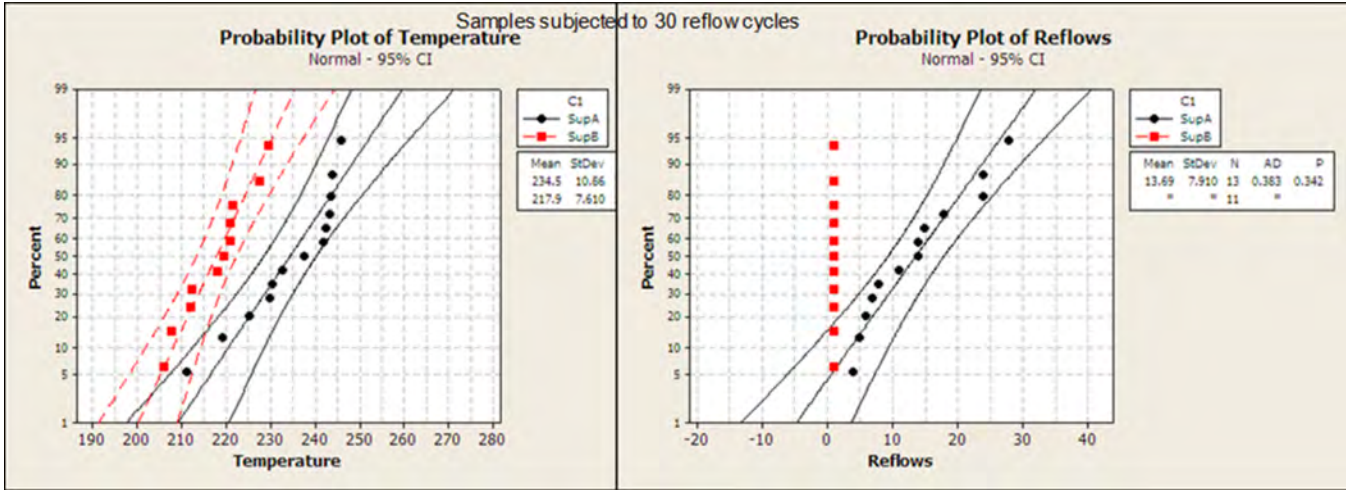 Samples subjected to 30 reflow cycles
Probability Plot of Temperature
Normal - 95% CI
99
95
90
80
70
60
50
40
30
20
10
5
1
Percent
190 200 210 220 230 240 250 260 270 280
Temperature
C1
SupA
SupB
Mean StDev
234.5 10.86
217.9 7.610
Probability Plot of Reflows
Normal - 95% CI
99
95
90
80
70
60
50
40
30
20
10
5
1
Percent
-20 -10 0 10 20 30 40
Reflows
C1
SupA
SupB
Mean StDev N AD P
13.69 7.910 13 0.383 0.342
* * 11 *